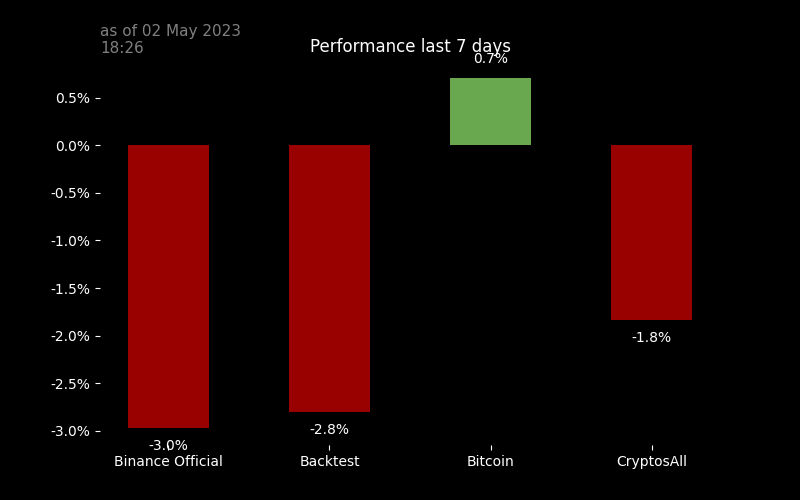 as of 02 May 2023
18:26
Performance last 7 days
0.7%
0.5%
0.0%
-0.5%
-1.0%
-1.5%
-2.0%
-2.5%
-3.0%
-1.8%
-2.8%
-3.0%
Binance Official
Backtest
Bitcoin
CryptosAll